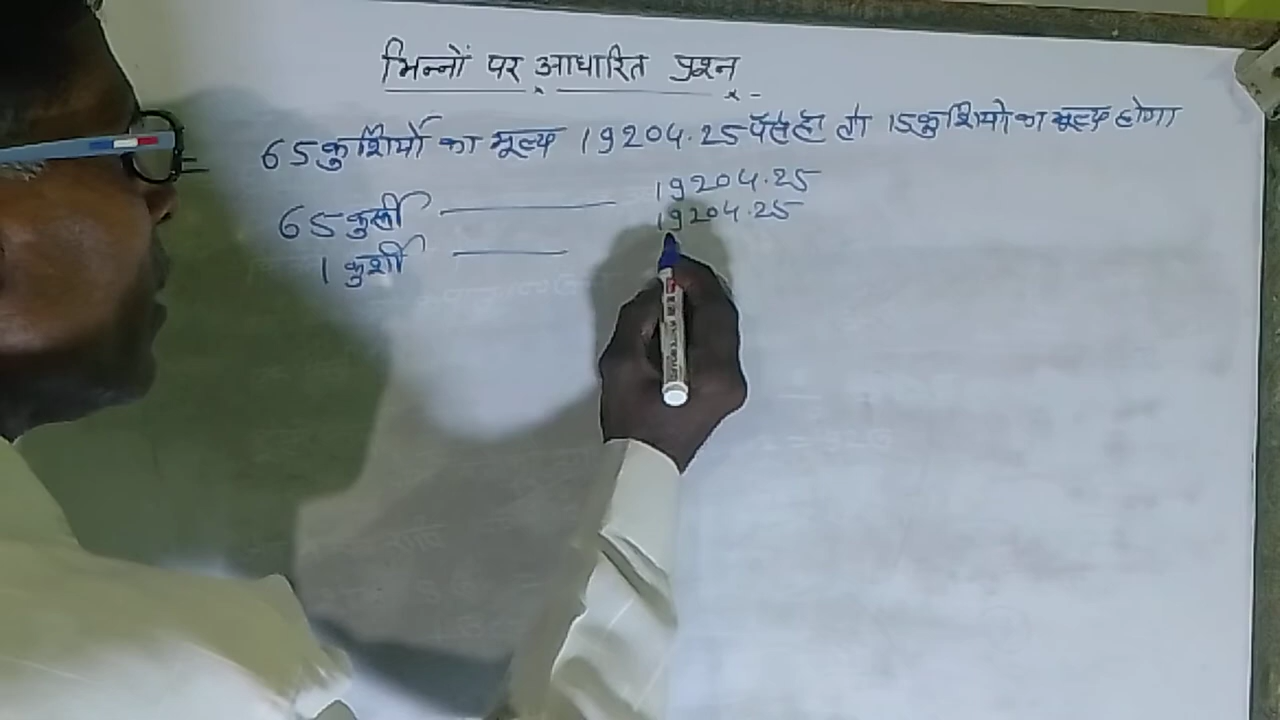 भिन्नों पर आधारित प्रश्न
65 कुर्शियों का मूल्य 19204.25 पैसे है तो 15 कुर्शियो का मूल्य होगा
65 कुर्सी ——— 19204.25
1 कुर्शी ——— 19204.25